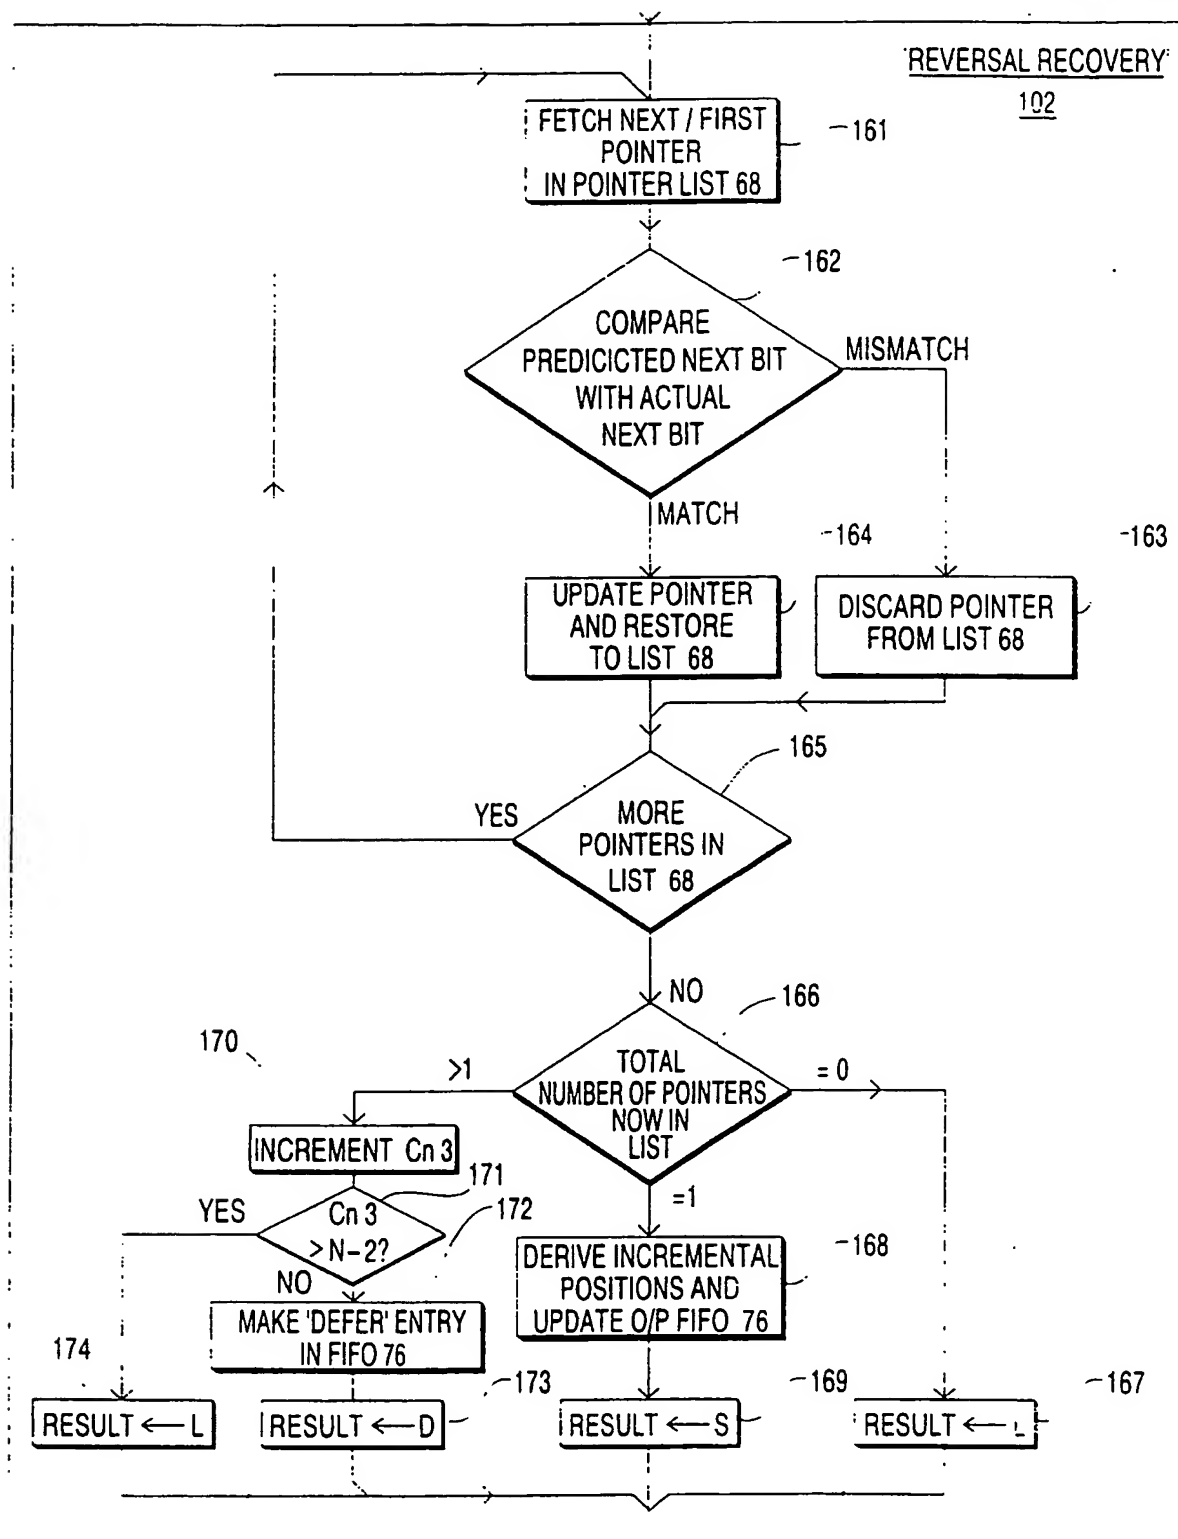 REVERSAL RECOVERY
102
FETCH NEXT / FIRST
POINTER
IN POINTER LIST 68
161
162
COMPARE
PREDICICTED NEXT BIT
WITH ACTUAL
NEXT BIT
MISMATCH
MATCH
164
163
UPDATE POINTER
AND RESTORE
TO LIST 68
DISCARD POINTER
FROM LIST 68
165
YES
MORE
POINTERS IN
LIST 68
NO
166
170
>1
TOTAL
NUMBER OF POINTERS
NOW IN
LIST
= 0
INCREMENT Cn 3
=1
171
YES
Cn 3
> N-2?
172
NO
DERIVE INCREMENTAL
POSITIONS AND
UPDATE O/P FIFO 76
168
MAKE 'DEFER' ENTRY
IN FIFO 76
174
173
169
167
RESULT ← L
RESULT ← D
RESULT ← S
RESULT ← L